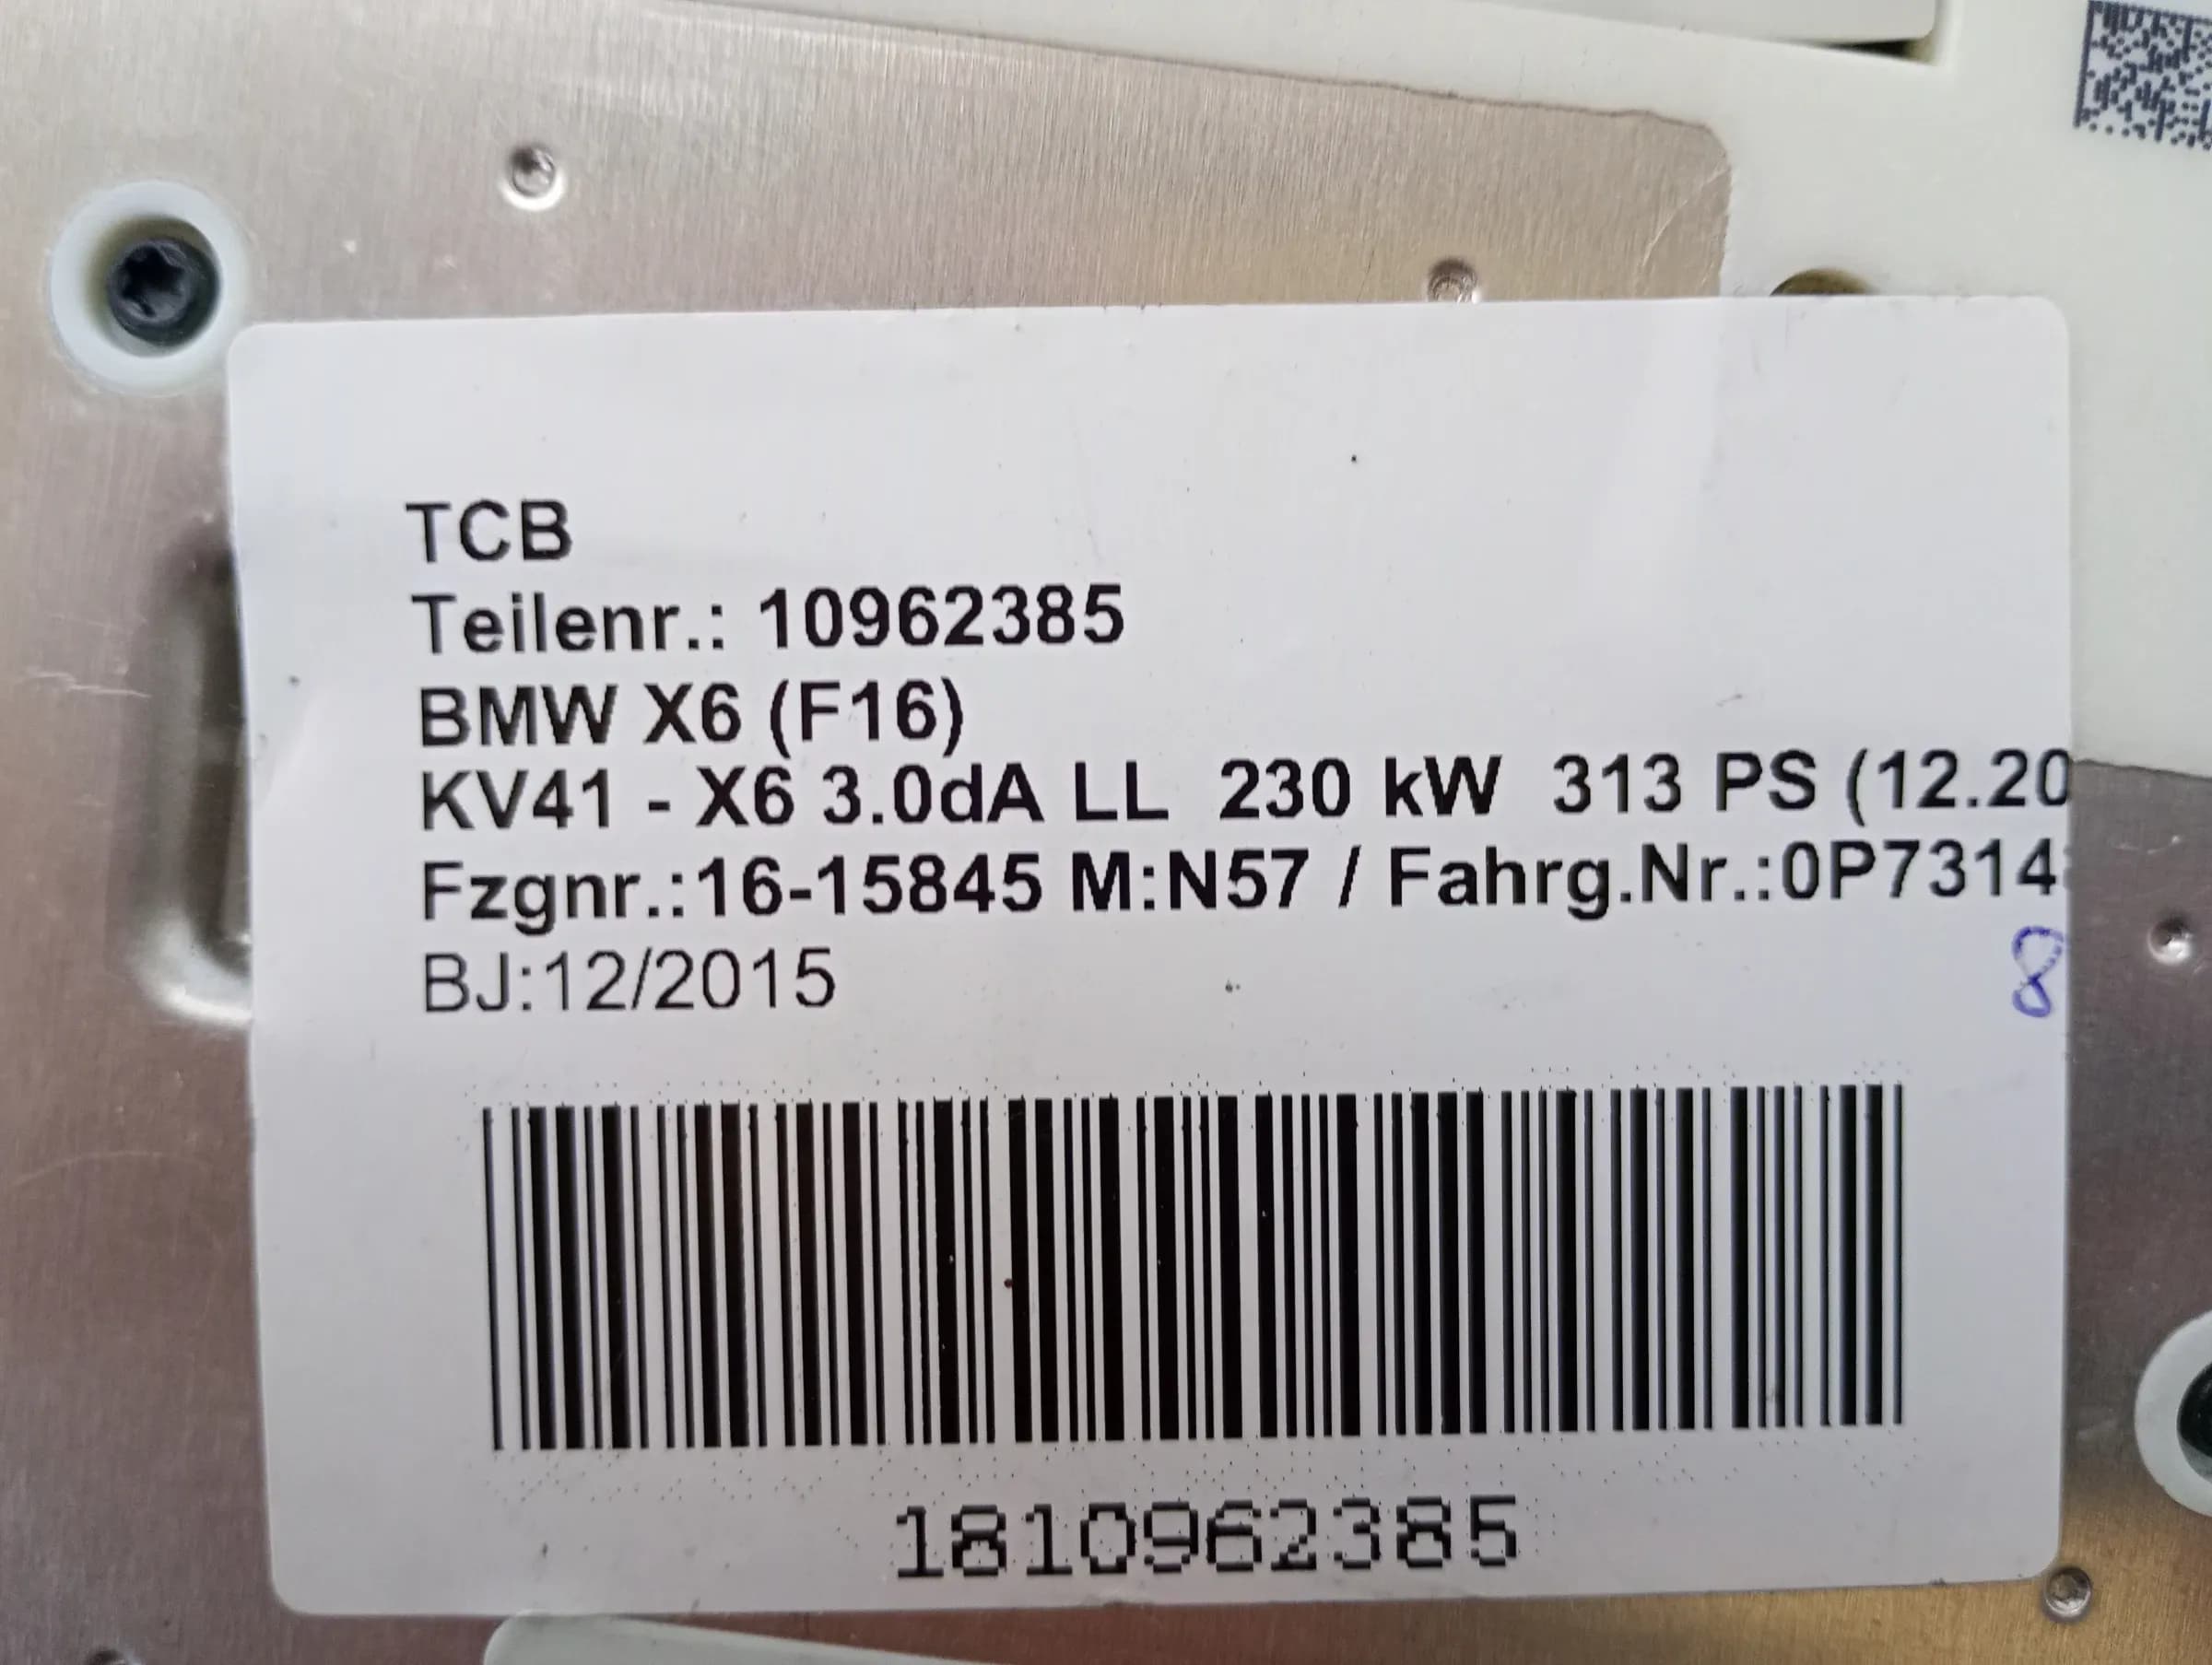 TCB
Teilenr.: 10962385
BMW X6 (F16)
KV41 - X6 3.0dA LL 230 kW 313 PS (12.20
Fzgnr.:16-15845 M:N57 / Fahrg.Nr.:0P7314
8
BJ:12/2015
1810962385